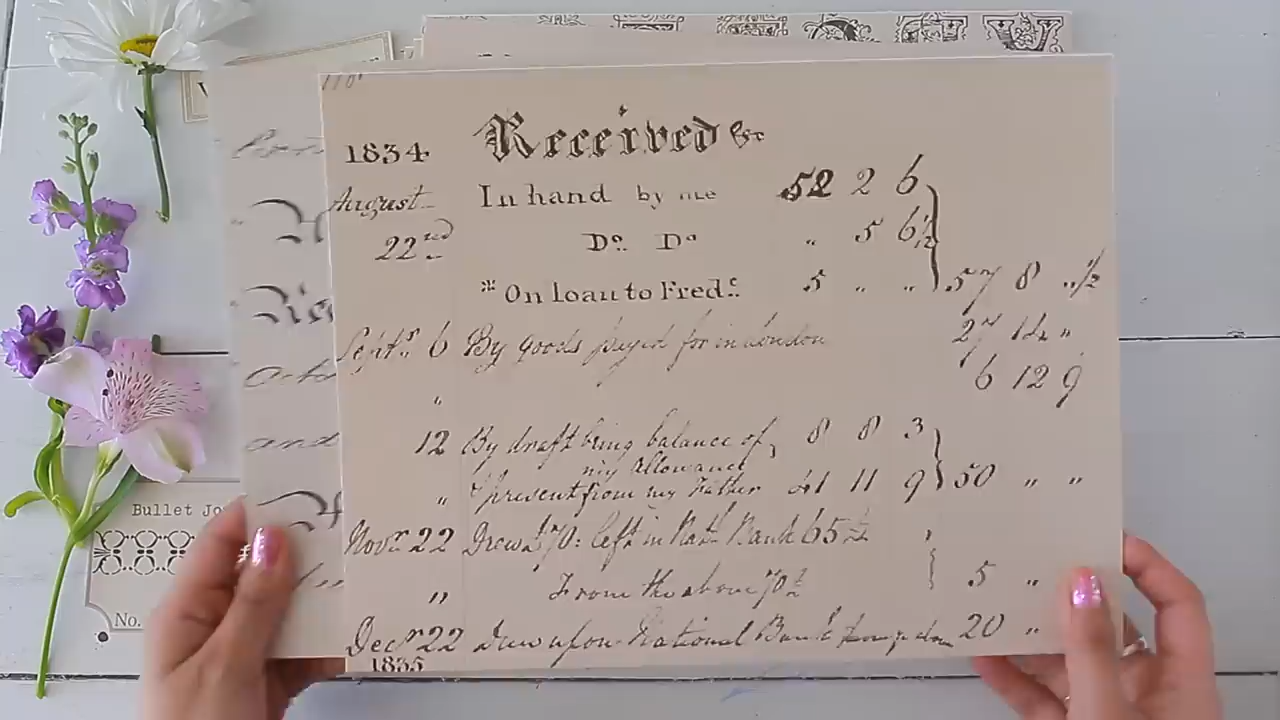 1834 Received &c
August In hand by me 52 2 6
22nd Do. Do " 5 6½
On loan to Fred. 5 " " 57 8 " ½
Septr. 6 By goods payed for in London 27 14 "
" 6 12 9
12 By draft being balance of my Allowance 8 8 3
" & present from my Father 41 11 9 50 " "
Novr 22 Drew £70: left in Natl. Bank 65
" From the above 70£ 5 "
Decr 22 Drew upon National Bank 20 "
1835
Bullet Jo
No.
and